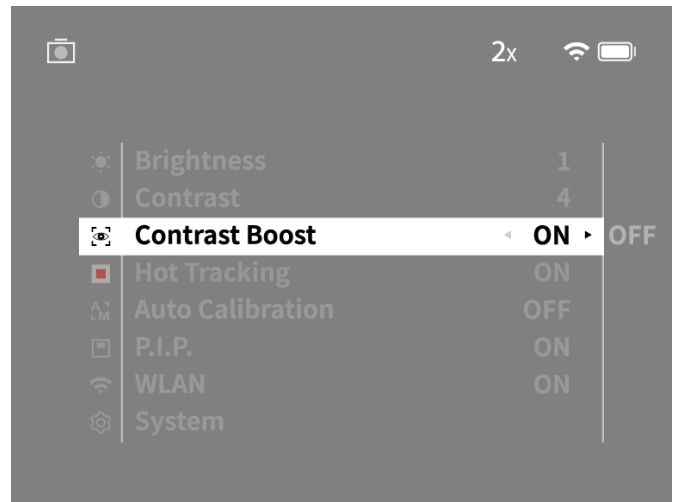 2x
Brightness 1
Contrast 4
Contrast Boost ON OFF
Hot Tracking ON
Auto Calibration OFF
P.I.P. ON
WLAN ON
System